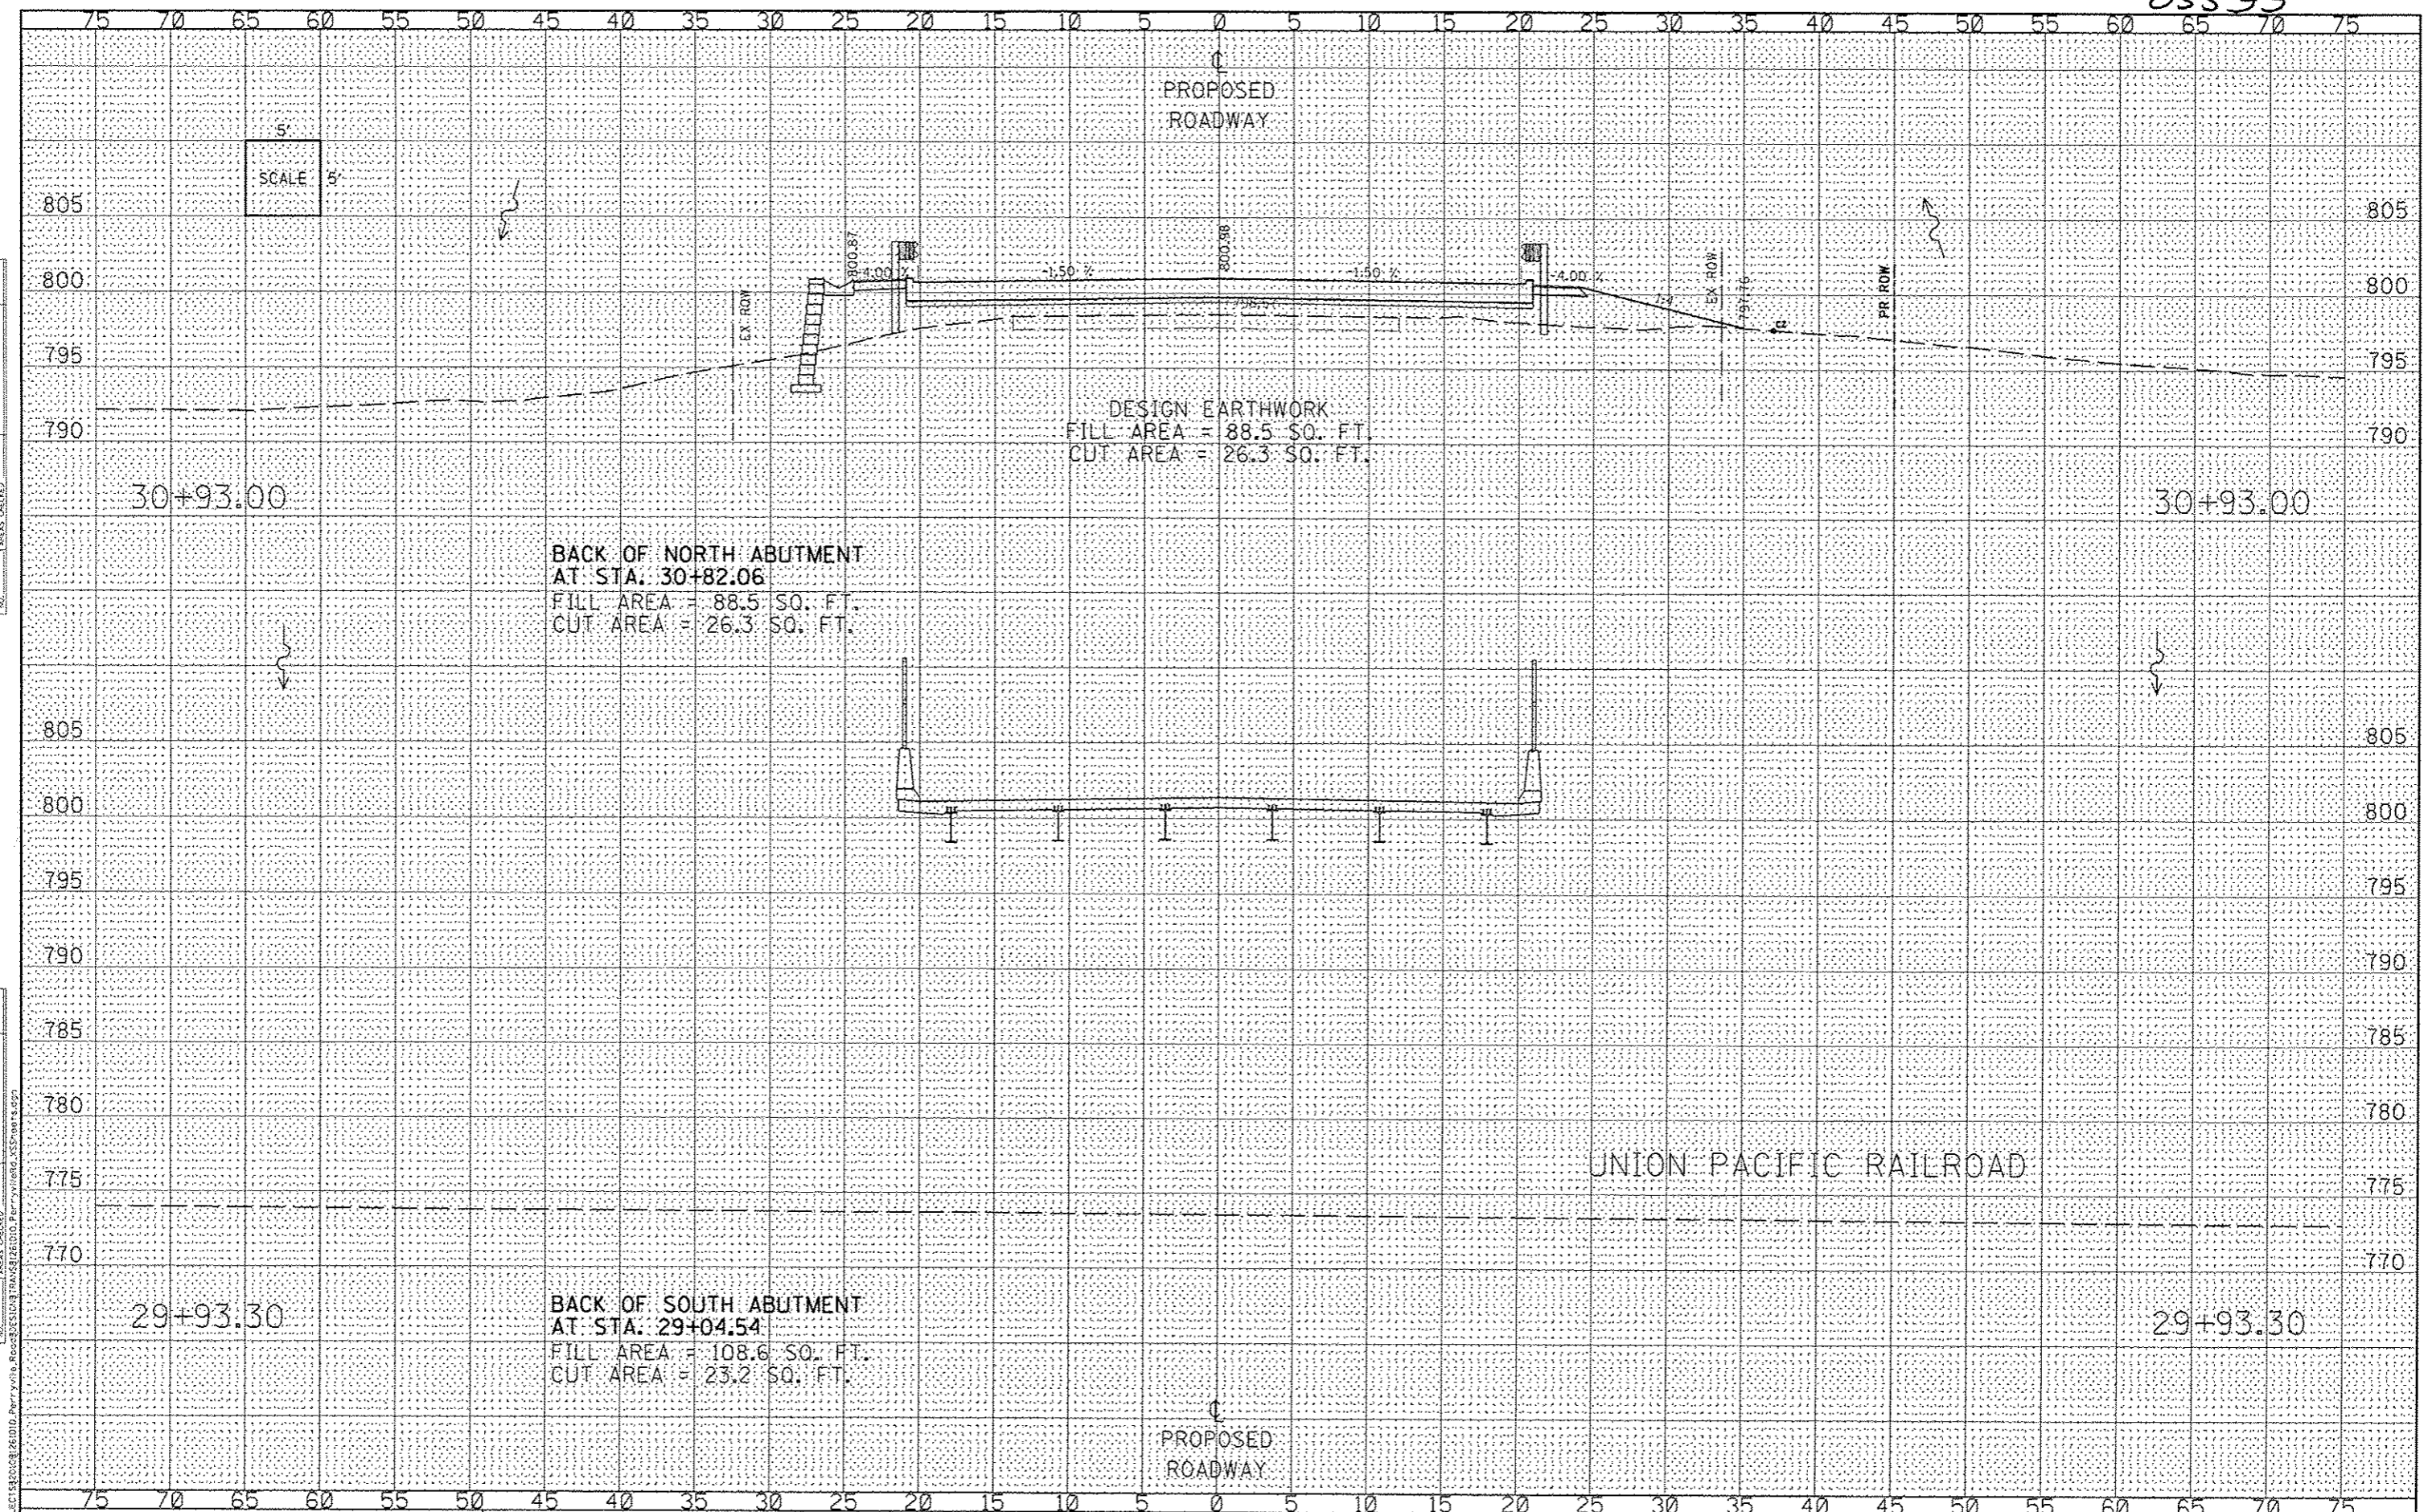 75 70 65 60 55 50 45 40 35 30 25 20 15 10 5 0 5 10 15 20 25 30 35 40 45 50 55 60 65 70 75
℄
PROPOSED
ROADWAY
5'
SCALE 5'
805 805
800.87 800.98
-4.00 % -1.50 % -1.50 % -4.00 %
800 800
EX ROW EX ROW 797.76 PR ROW
1:4
795 795
DESIGN EARTHWORK
FILL AREA = 88.5 SQ. FT.
CUT AREA = 26.3 SQ. FT.
790 790
30+93.00 30+93.00
BACK OF NORTH ABUTMENT
AT STA. 30+82.06
FILL AREA = 88.5 SQ. FT.
CUT AREA = 26.3 SQ. FT.
805 805
800 800
795 795
790 790
785 785
780 780
UNION PACIFIC RAILROAD
775 775
770 770
29+93.30 29+93.30
BACK OF SOUTH ABUTMENT
AT STA. 29+04.54
FILL AREA = 108.6 SQ. FT.
CUT AREA = 23.2 SQ. FT.
℄
PROPOSED
ROADWAY
75 70 65 60 55 50 45 40 35 30 25 20 15 10 5 0 5 10 15 20 25 30 35 40 45 50 55 60 65 70 75